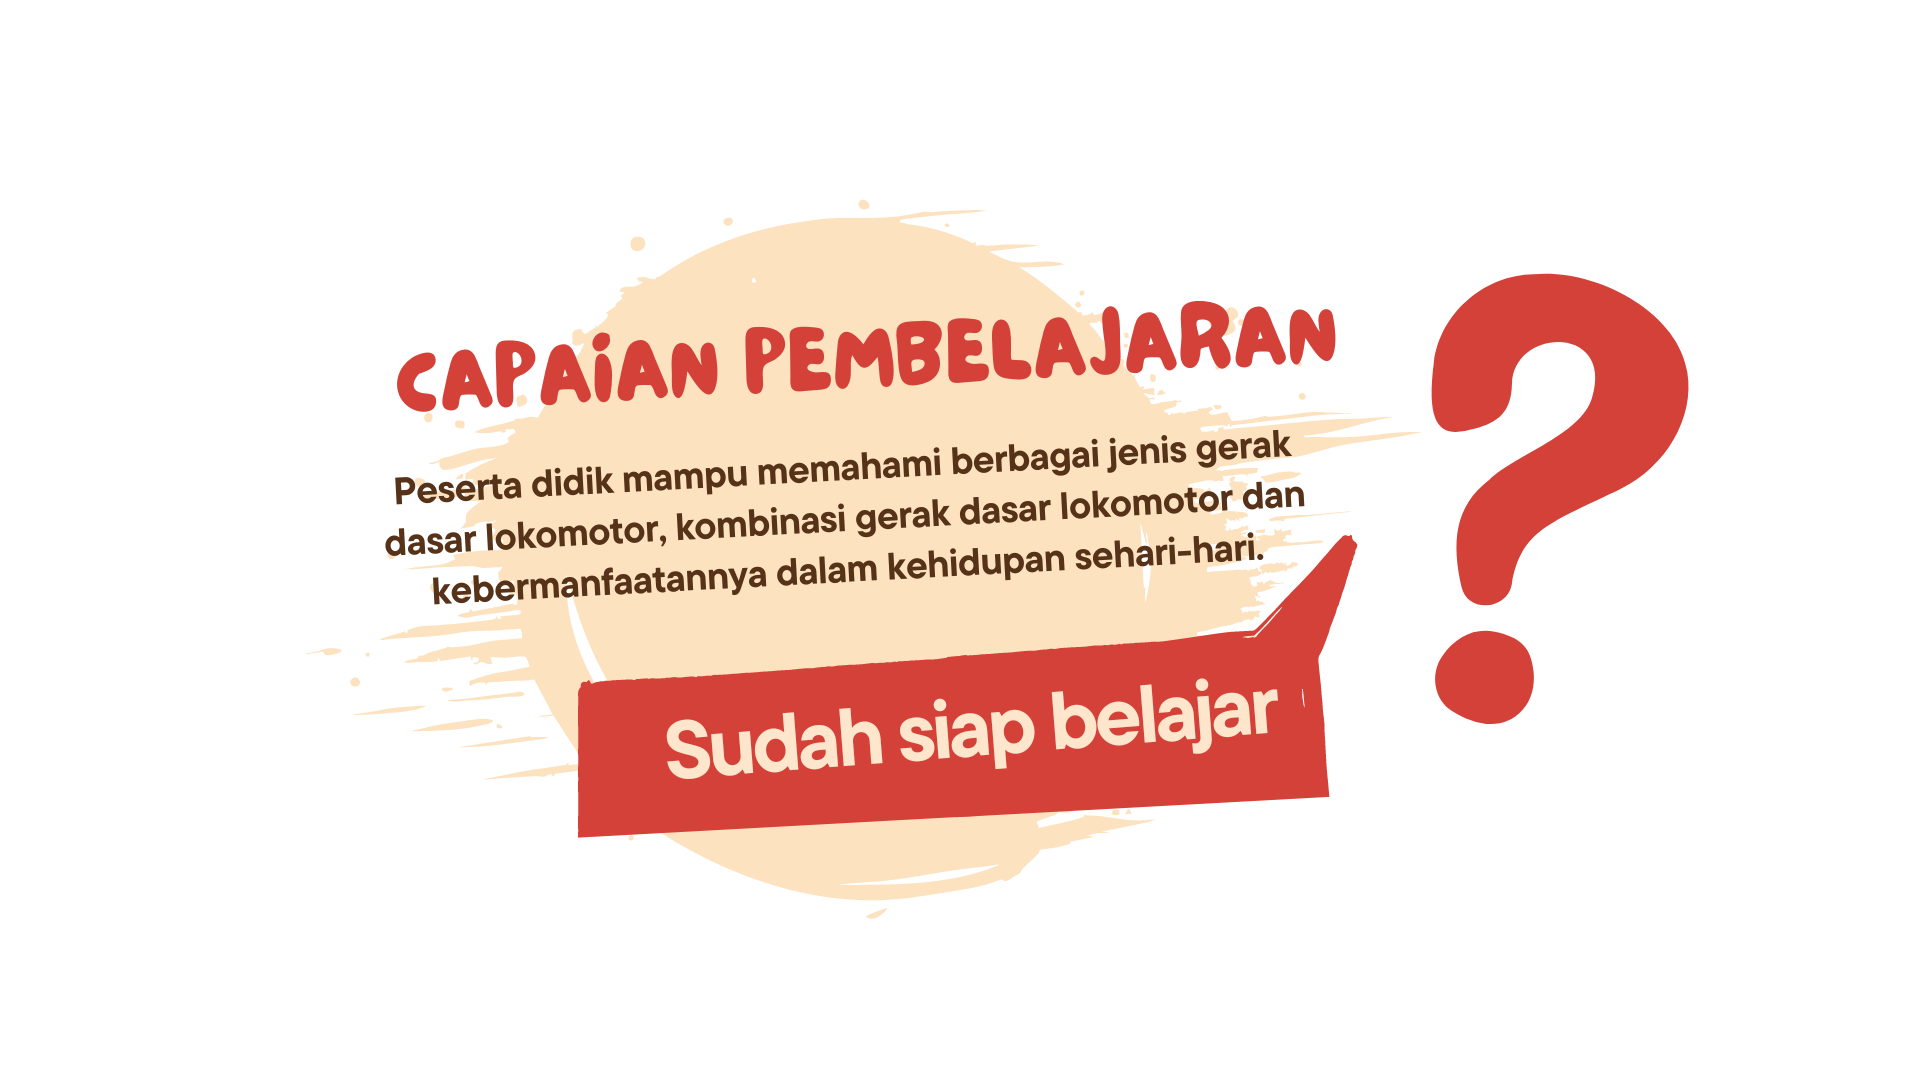 CAPAiAN PEMBELAJARAN
Peserta didik mampu memahami berbagai jenis gerak
dasar lokomotor, kombinasi gerak dasar lokomotor dan
kebermanfaatannya dalam kehidupan sehari-hari.
Sudah siap belajar
?